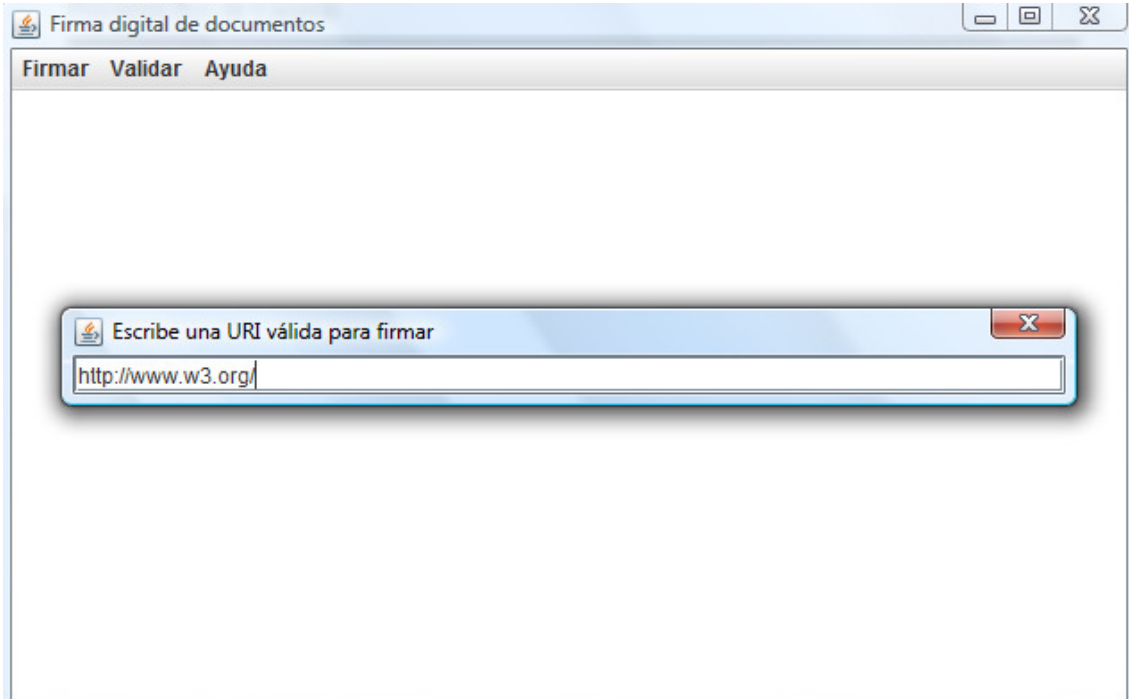 Firma digital de documentos
Firmar Validar Ayuda
Escribe una URI válida para firmar
http://www.w3.org/